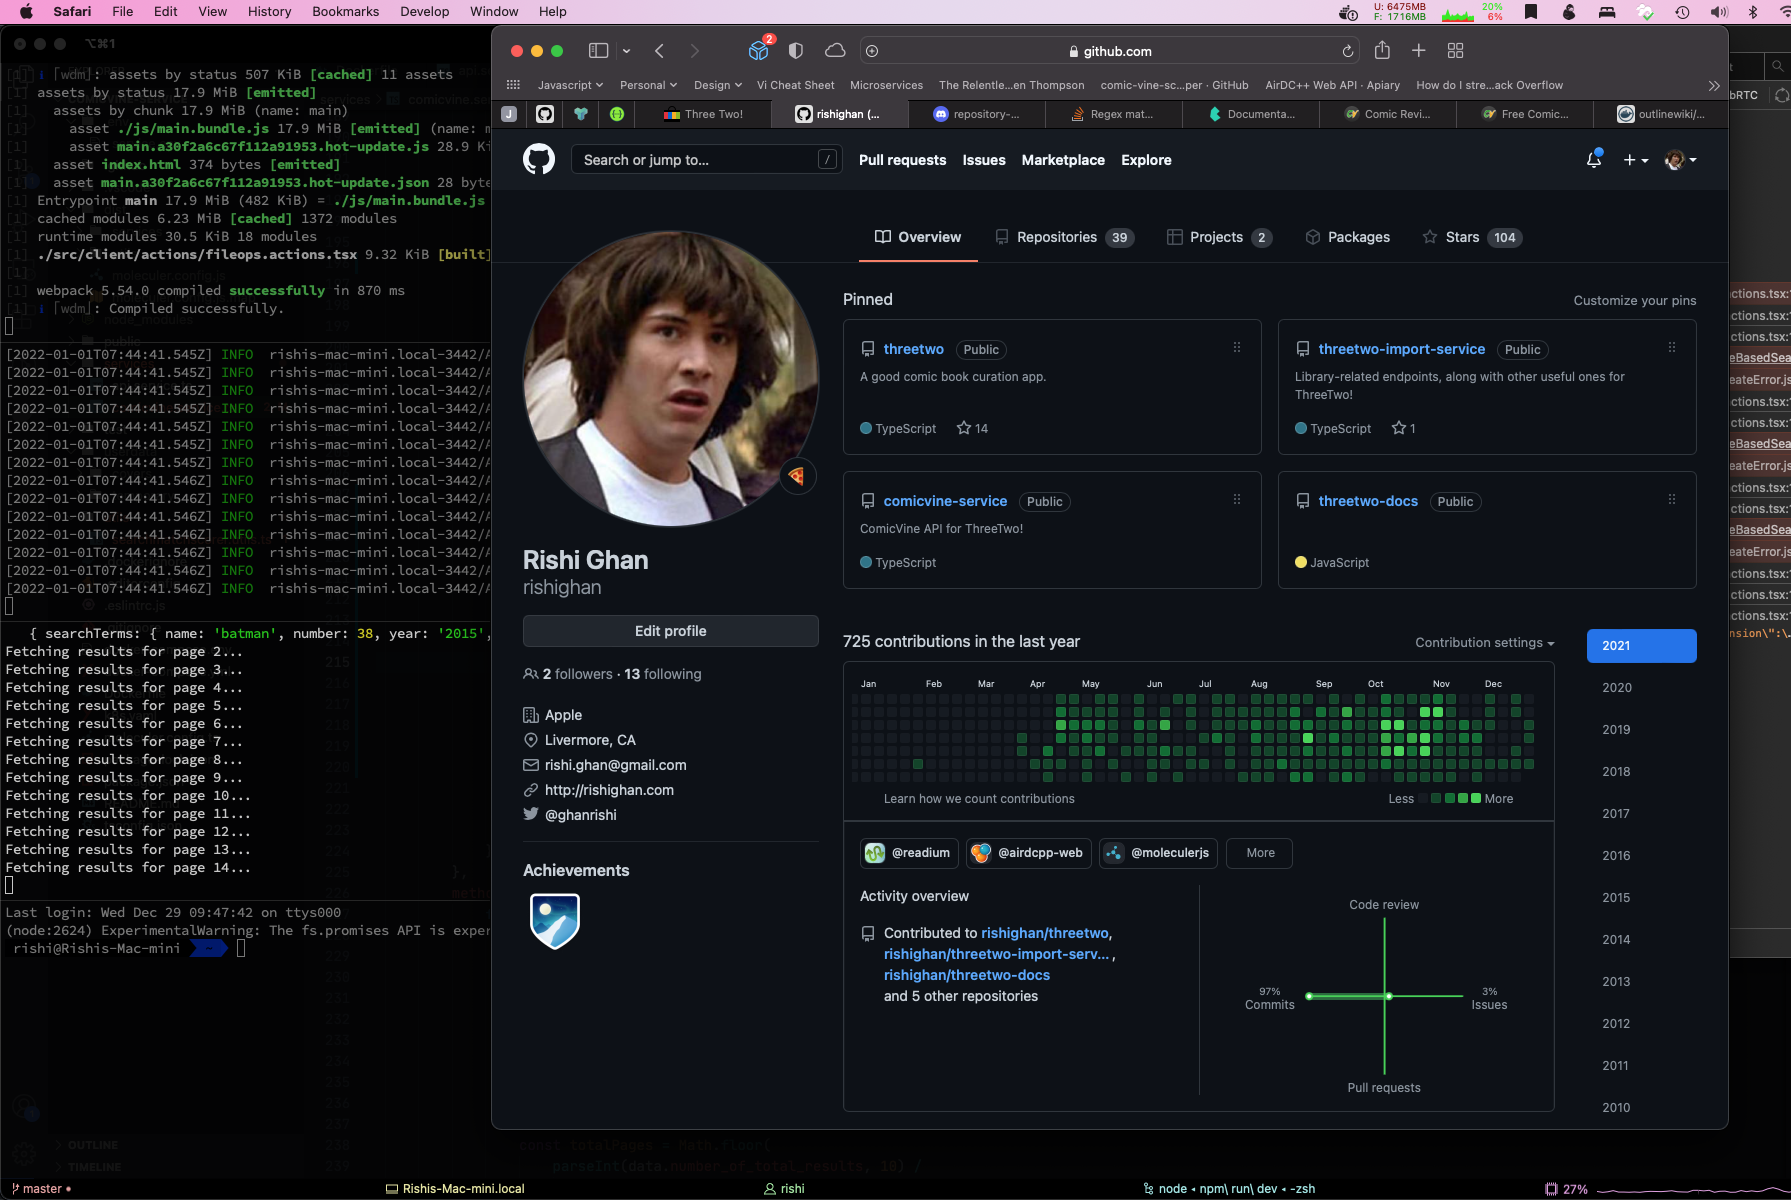 Safari File Edit View History Bookmarks Develop Window Help
U: 6475MB
F: 1716MB
20%
6%
⌥⌘1
[1] i ｢wdm｣: assets by status 507 KiB [cached] 11 assets
[1] assets by status 17.9 MiB [emitted]
[1] assets by chunk 17.9 MiB (name: main)
[1] asset ./js/main.bundle.js 17.9 MiB [emitted] (name: m
[1] asset main.a30f2a6c67f112a91953.hot-update.js 28.9 Ki
[1] asset index.html 374 bytes [emitted]
[1] asset main.a30f2a6c67f112a91953.hot-update.json 28 byte
[1] Entrypoint main 17.9 MiB (482 KiB) = ./js/main.bundle.js
[1] cached modules 6.23 MiB [cached] 1372 modules
[1] runtime modules 30.5 KiB 18 modules
[1] ./src/client/actions/fileops.actions.tsx 9.32 KiB [built]
[1]
[1] webpack 5.54.0 compiled successfully in 870 ms
[1] i ｢wdm｣: Compiled successfully.
[2022-01-01T07:44:41.545Z] INFO rishis-mac-mini.local-3442/A
[2022-01-01T07:44:41.545Z] INFO rishis-mac-mini.local-3442/A
[2022-01-01T07:44:41.545Z] INFO rishis-mac-mini.local-3442/A
[2022-01-01T07:44:41.545Z] INFO rishis-mac-mini.local-3442/A
[2022-01-01T07:44:41.545Z] INFO rishis-mac-mini.local-3442/A
[2022-01-01T07:44:41.545Z] INFO rishis-mac-mini.local-3442/A
[2022-01-01T07:44:41.545Z] INFO rishis-mac-mini.local-3442/A
[2022-01-01T07:44:41.546Z] INFO rishis-mac-mini.local-3442/A
[2022-01-01T07:44:41.546Z] INFO rishis-mac-mini.local-3442/A
[2022-01-01T07:44:41.546Z] INFO rishis-mac-mini.local-3442/A
[2022-01-01T07:44:41.546Z] INFO rishis-mac-mini.local-3442/A
[2022-01-01T07:44:41.546Z] INFO rishis-mac-mini.local-3442/A
[2022-01-01T07:44:41.546Z] INFO rishis-mac-mini.local-3442/A
[2022-01-01T07:44:41.546Z] INFO rishis-mac-mini.local-3442/A
{ searchTerms: { name: 'batman', number: 38, year: '2015',
Fetching results for page 2...
Fetching results for page 3...
Fetching results for page 4...
Fetching results for page 5...
Fetching results for page 6...
Fetching results for page 7...
Fetching results for page 8...
Fetching results for page 9...
Fetching results for page 10...
Fetching results for page 11...
Fetching results for page 12...
Fetching results for page 13...
Fetching results for page 14...
Last login: Wed Dec 29 09:47:42 on ttys000
(node:2624) ExperimentalWarning: The fs.promises API is exper
rishi@Rishis-Mac-mini ~
OUTLINE
TIMELINE
2
github.com
Javascript Personal Design Vi Cheat Sheet Microservices The Relentle...en Thompson comic-vine-sc...per · GitHub AirDC++ Web API · Apiary How do I stre...ack Overflow
J Three Two! rishighan (... repository-... Regex mat... Documenta... Comic Revi... Free Comic... outlinewiki/...
Search or jump to... / Pull requests Issues Marketplace Explore
Overview Repositories 39 Projects 2 Packages Stars 104
Rishi Ghan
rishighan
Edit profile
2 followers · 13 following
Apple
Livermore, CA
rishi.ghan@gmail.com
http://rishighan.com
@ghanrishi
Achievements
Pinned
Customize your pins
threetwo Public
A good comic book curation app.
TypeScript 14
threetwo-import-service Public
Library-related endpoints, along with other useful ones for
ThreeTwo!
TypeScript 1
comicvine-service Public
ComicVine API for ThreeTwo!
TypeScript
threetwo-docs Public
JavaScript
725 contributions in the last year
Contribution settings
Jan Feb Mar Apr May Jun Jul Aug Sep Oct Nov Dec
Learn how we count contributions
Less More
@readium @airdcpp-web @moleculerjs More
Activity overview
Contributed to rishighan/threetwo,
rishighan/threetwo-import-serv... ,
rishighan/threetwo-docs
and 5 other repositories
Code review
97%
Commits
3%
Issues
Pull requests
2021
2020
2019
2018
2017
2016
2015
2014
2013
2012
2011
2010
bRTC
ctions.tsx:
ctions.tsx:
ctions.tsx:
eBasedSea
eateError.js
ctions.tsx:
ctions.tsx:
eBasedSea
eateError.js
ctions.tsx:
ctions.tsx:
eBasedSea
eateError.js
ctions.tsx:
ctions.tsx:
ctions.tsx:
nsion\":\
const totalPages = Math.floor(
parseInt(data.number_of_total_results, 10) /
master •
Rishis-Mac-mini.local
rishi
node ◂ npm\ run\ dev ◂ -zsh
27%